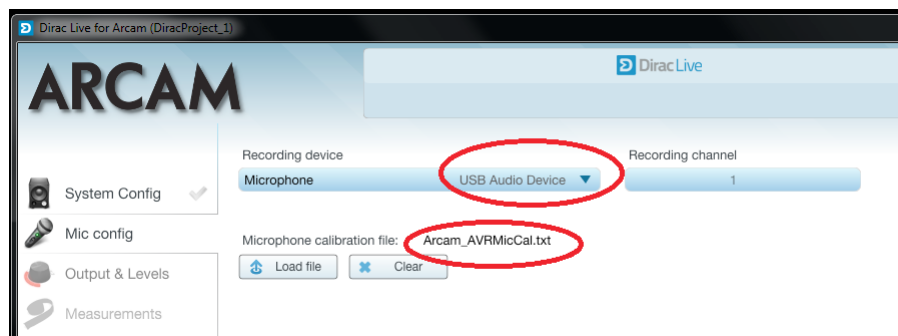 Dirac Live for Arcam (DiracProject_1)
ARCAM
Dirac Live
Recording device
Recording channel
Microphone USB Audio Device
1
System Config
Mic config
Microphone calibration file: Arcam_AVRMicCal.txt
Load file
Clear
Output & Levels
Measurements